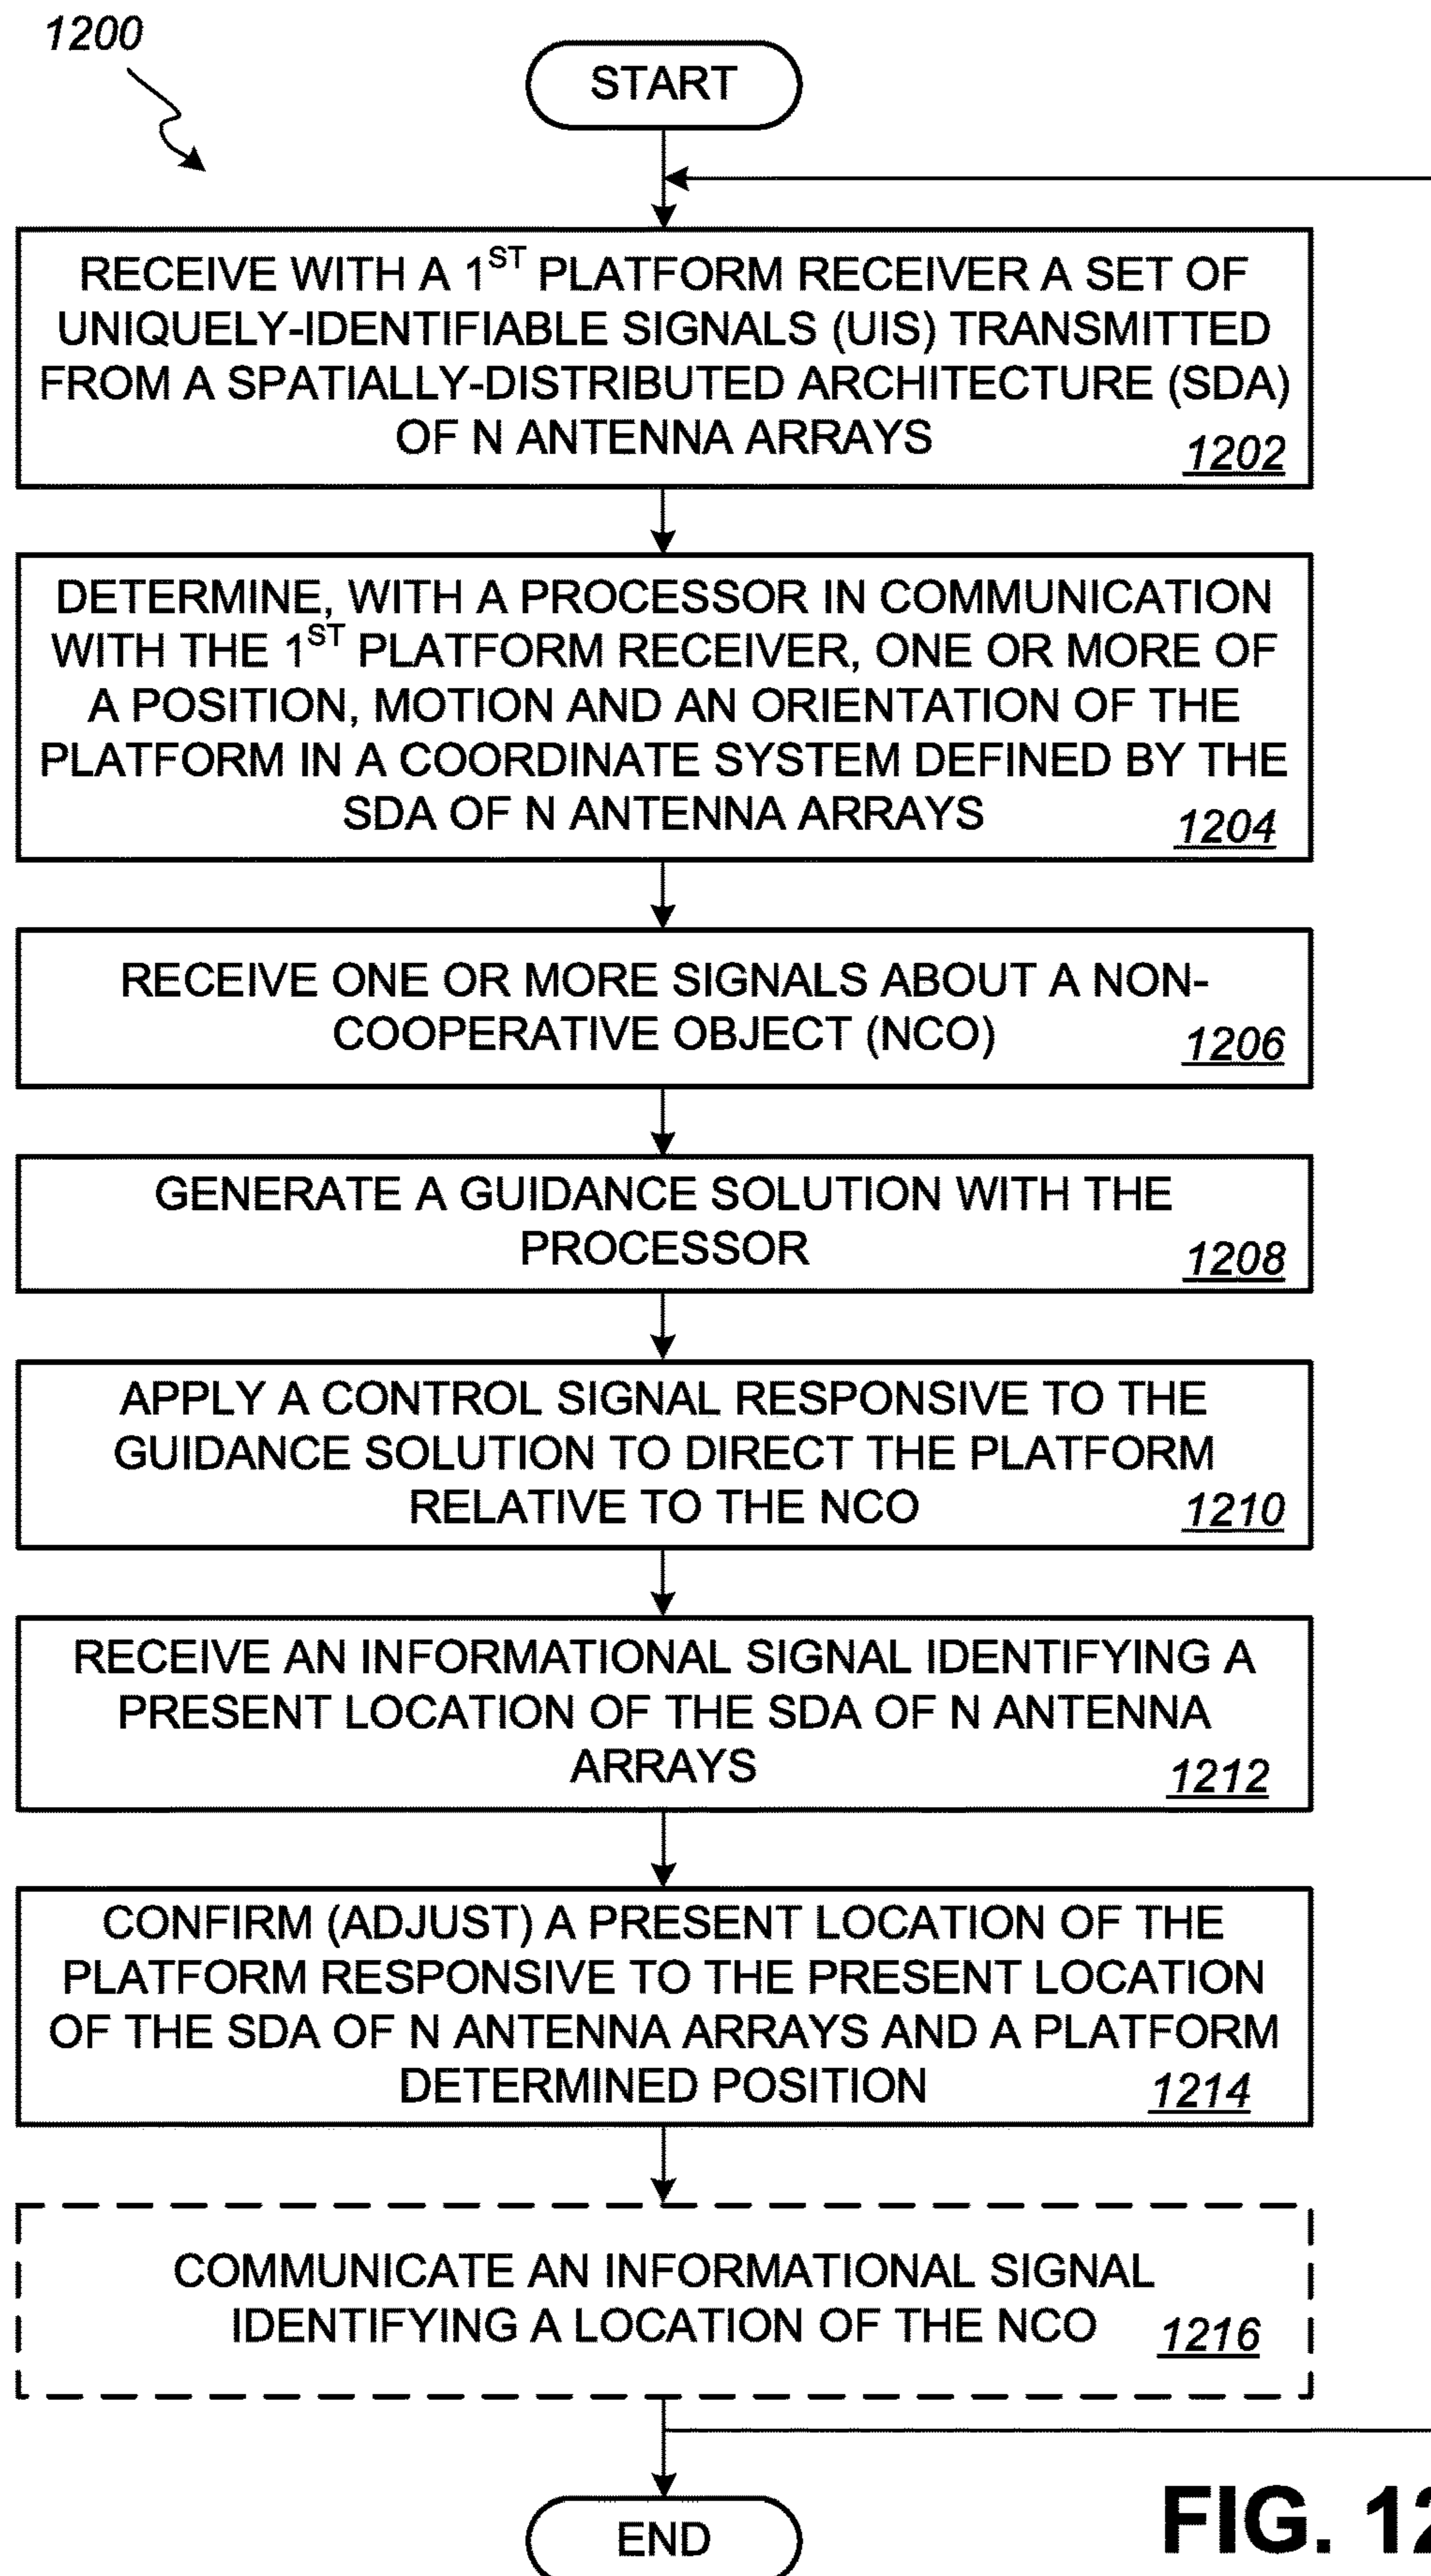 1200
START
RECEIVE WITH A 1ST PLATFORM RECEIVER A SET OF
UNIQUELY-IDENTIFIABLE SIGNALS (UIS) TRANSMITTED
FROM A SPATIALLY-DISTRIBUTED ARCHITECTURE (SDA)
OF N ANTENNA ARRAYS
1202
DETERMINE, WITH A PROCESSOR IN COMMUNICATION
WITH THE 1ST PLATFORM RECEIVER, ONE OR MORE OF
A POSITION, MOTION AND AN ORIENTATION OF THE
PLATFORM IN A COORDINATE SYSTEM DEFINED BY THE
SDA OF N ANTENNA ARRAYS
1204
RECEIVE ONE OR MORE SIGNALS ABOUT A NON-
COOPERATIVE OBJECT (NCO)
1206
GENERATE A GUIDANCE SOLUTION WITH THE
PROCESSOR
1208
APPLY A CONTROL SIGNAL RESPONSIVE TO THE
GUIDANCE SOLUTION TO DIRECT THE PLATFORM
RELATIVE TO THE NCO
1210
RECEIVE AN INFORMATIONAL SIGNAL IDENTIFYING A
PRESENT LOCATION OF THE SDA OF N ANTENNA
ARRAYS
1212
CONFIRM (ADJUST) A PRESENT LOCATION OF THE
PLATFORM RESPONSIVE TO THE PRESENT LOCATION
OF THE SDA OF N ANTENNA ARRAYS AND A PLATFORM
DETERMINED POSITION
1214
COMMUNICATE AN INFORMATIONAL SIGNAL
IDENTIFYING A LOCATION OF THE NCO
1216
END
FIG. 12